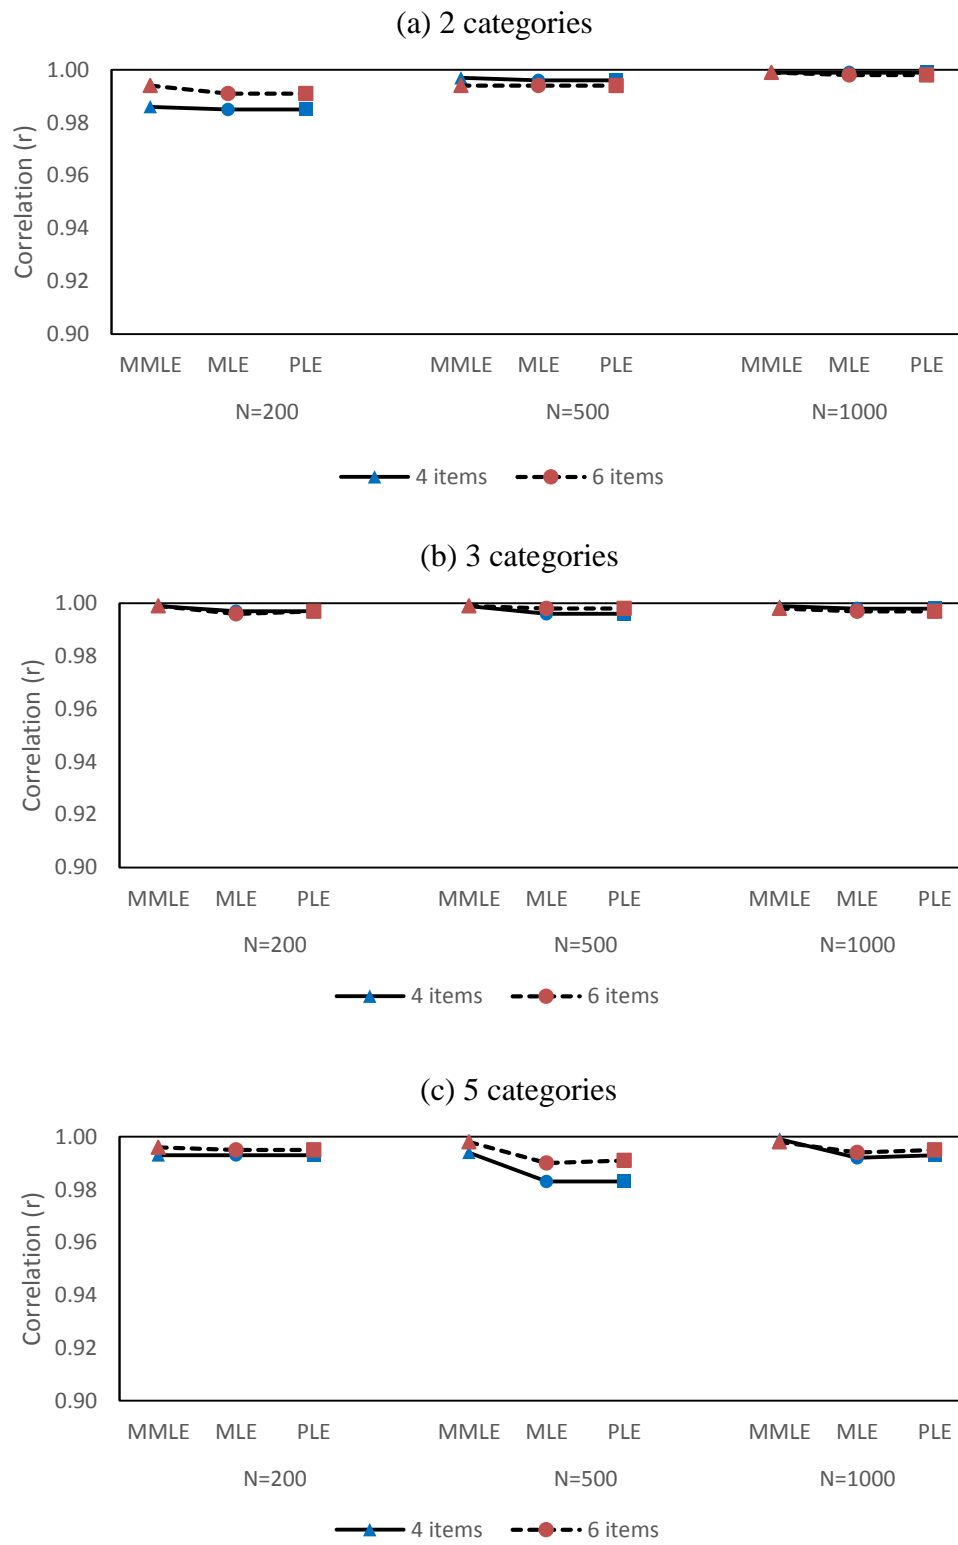 (a) 2 categories
1.00
0.98
0.96
0.94
0.92
0.90
Correlation (r)
MMLE MLE PLE MMLE MLE PLE MMLE MLE PLE
N=200 N=500 N=1000
4 items 6 items
(b) 3 categories
1.00
0.98
0.96
0.94
0.92
0.90
Correlation (r)
MMLE MLE PLE MMLE MLE PLE MMLE MLE PLE
N=200 N=500 N=1000
4 items 6 items
(c) 5 categories
1.00
0.98
0.96
0.94
0.92
0.90
Correlation (r)
MMLE MLE PLE MMLE MLE PLE MMLE MLE PLE
N=200 N=500 N=1000
4 items 6 items